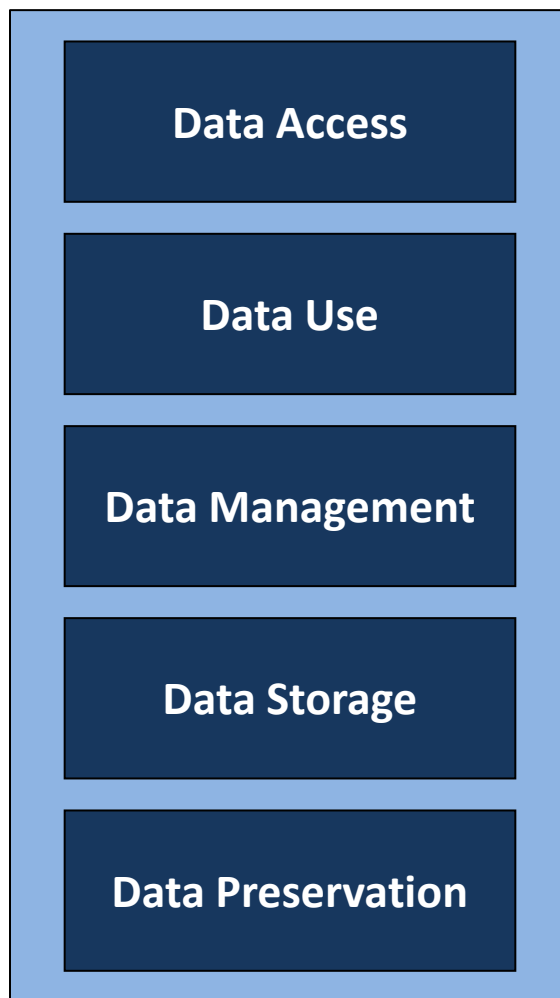 Data Access
Data Use
Data Management
Data Storage
Data Preservation